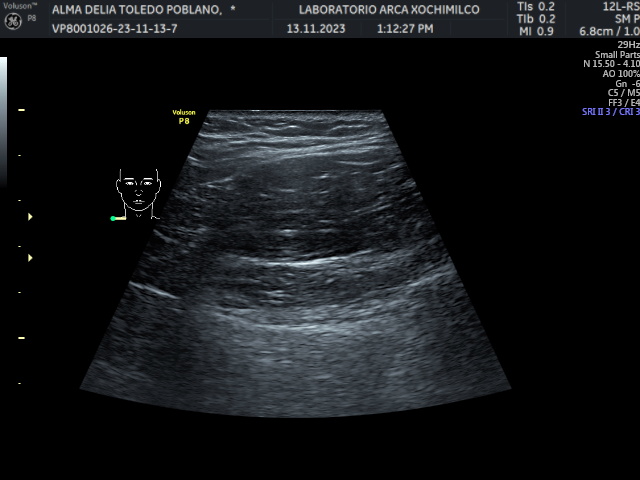 Voluson™
P8
ALMA DELIA TOLEDO POBLANO, *
LABORATORIO ARCA XOCHIMILCO
VP8001026-23-11-13-7
13.11.2023
1:12:27 PM
TIs 0.2
TIb 0.2
MI 0.9
12L-RS
SM P
6.8cm / 1.0
29Hz
Small Parts
N 15.50 - 4.10
AO 100%
Gn -6
C5 / M5
FF3 / E4
SRI II 3 / CRI 3
Voluson
P8